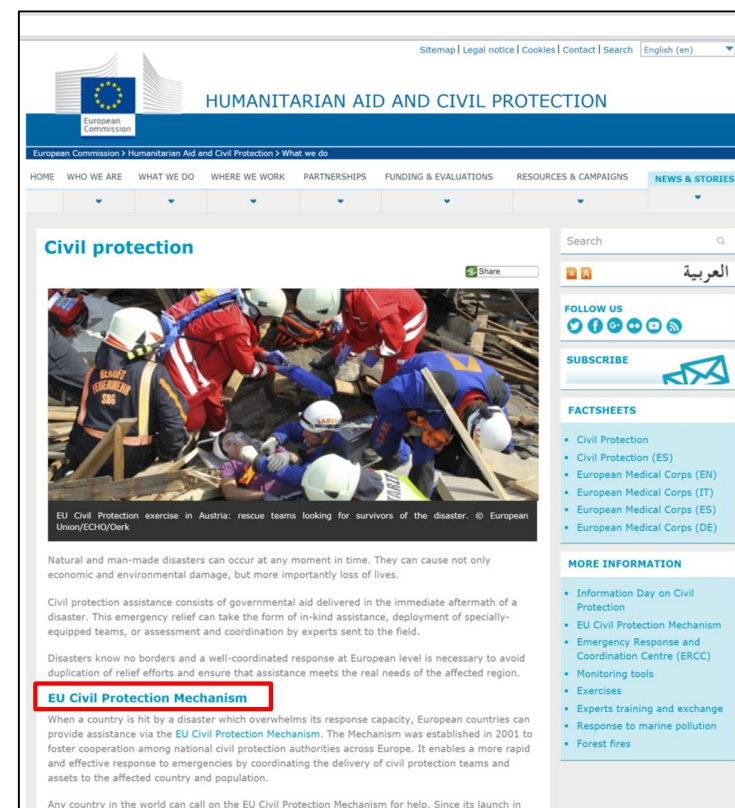 Sitemap | Legal notice | Cookies | Contact | Search English (en)
European
Commission
HUMANITARIAN AID AND CIVIL PROTECTION
European Commission > Humanitarian Aid and Civil Protection > What we do
HOME WHO WE ARE WHAT WE DO WHERE WE WORK PARTNERSHIPS FUNDING & EVALUATIONS RESOURCES & CAMPAIGNS NEWS & STORIES
Civil protection
Share
BERUFS
FEUERWEHR
SBG
SARUV
EU Civil Protection exercise in Austria: rescue teams looking for survivors of the disaster. © European
Union/ECHO/Oerk
Natural and man-made disasters can occur at any moment in time. They can cause not only
economic and environmental damage, but more importantly loss of lives.
Civil protection assistance consists of governmental aid delivered in the immediate aftermath of a
disaster. This emergency relief can take the form of in-kind assistance, deployment of specially-
equipped teams, or assessment and coordination by experts sent to the field.
Disasters know no borders and a well-coordinated response at European level is necessary to avoid
duplication of relief efforts and ensure that assistance meets the real needs of the affected region.
EU Civil Protection Mechanism
When a country is hit by a disaster which overwhelms its response capacity, European countries can
provide assistance via the EU Civil Protection Mechanism. The Mechanism was established in 2001 to
foster cooperation among national civil protection authorities across Europe. It enables a more rapid
and effective response to emergencies by coordinating the delivery of civil protection teams and
assets to the affected country and population.
Any country in the world can call on the EU Civil Protection Mechanism for help. Since its launch in
Search
A A العربية
FOLLOW US
SUBSCRIBE
FACTSHEETS
• Civil Protection
• Civil Protection (ES)
• European Medical Corps (EN)
• European Medical Corps (IT)
• European Medical Corps (ES)
• European Medical Corps (DE)
MORE INFORMATION
• Information Day on Civil
Protection
• EU Civil Protection Mechanism
• Emergency Response and
Coordination Centre (ERCC)
• Monitoring tools
• Exercises
• Experts training and exchange
• Response to marine pollution
• Forest fires